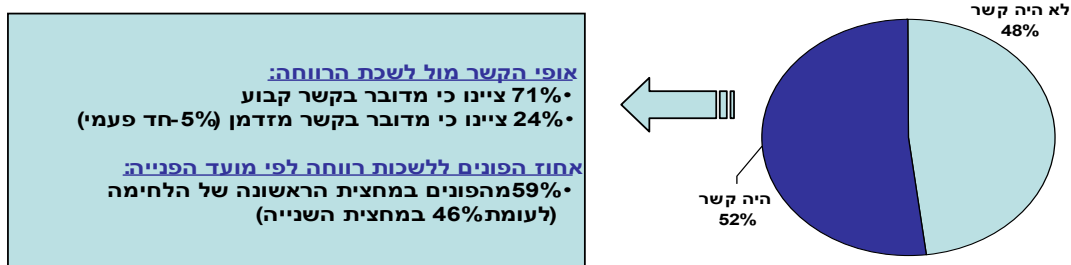 לא היה קשר
48%
היה קשר
52%
אופי הקשר מול לשכת הרווחה:
•71% ציינו כי מדובר בקשר קבוע
•24% ציינו כי מדובר בקשר מזדמן (5%-חד פעמי)
אחוז הפונים ללשכות רווחה לפי מועד הפנייה:
•59%מהפונים במחצית הראשונה של הלחימה
(לעומת46% במחצית השנייה)